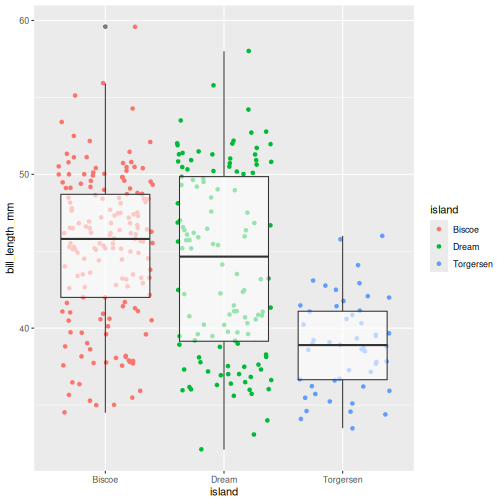 60
50
40
bill_length_mm
Biscoe
Dream
Torgersen
island
island
Biscoe
Dream
Torgersen